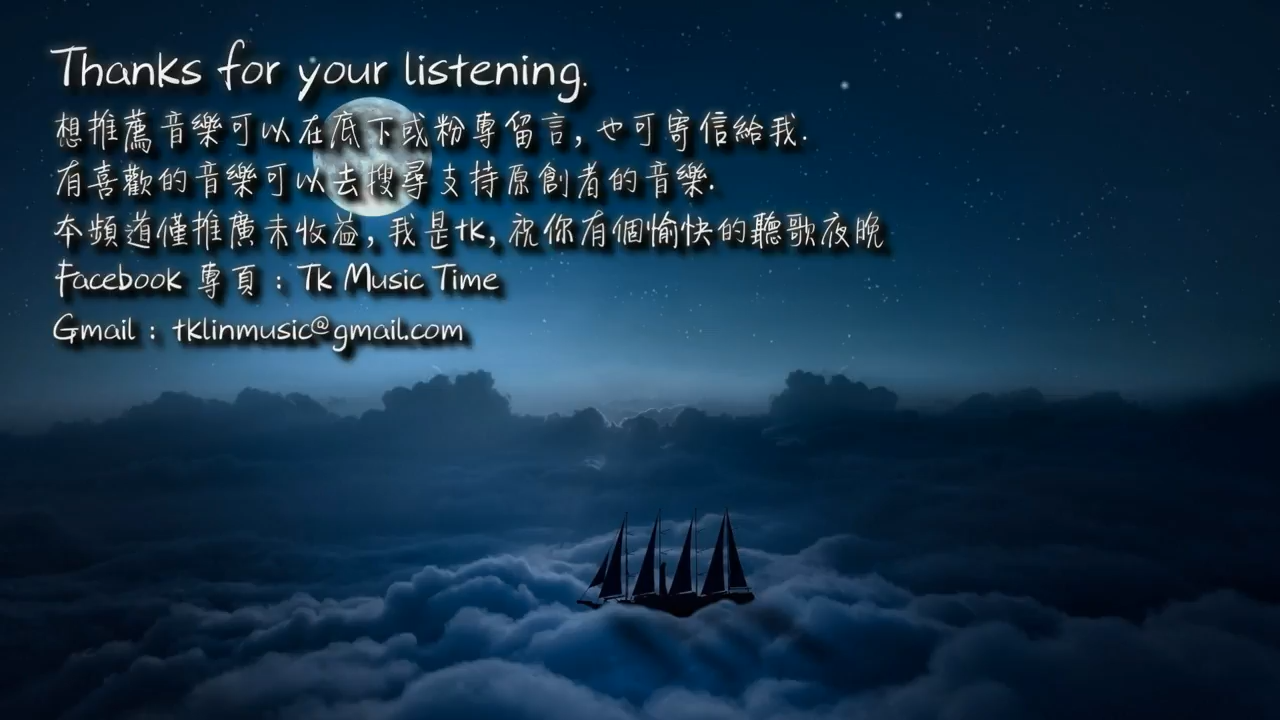 Thanks for your listening.
想推薦音樂可以在底下或粉專留言, 也可寄信給我.
有喜歡的音樂可以去搜尋支持原創者的音樂.
本頻道僅推廣未收益, 我是tk, 祝你有個愉快的聽歌夜晚
Facebook 專頁 : Tk Music Time
Gmail : tklinmusic@gmail.com